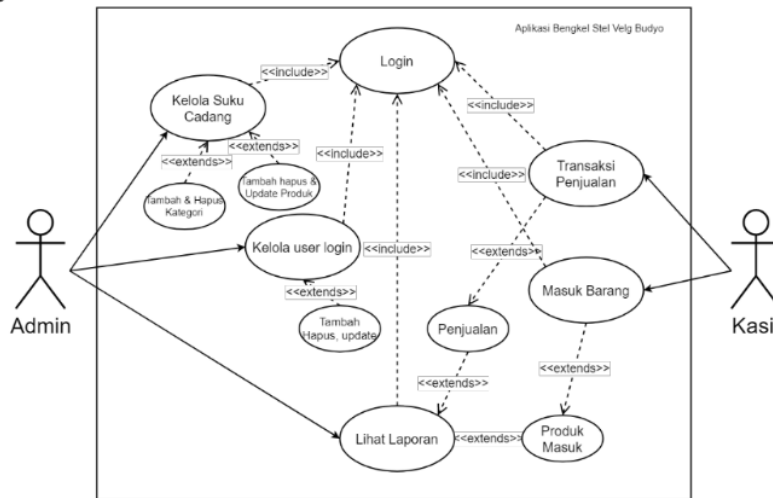 Aplikasi Bengkel Stel Velg Budyo
Login
<<include>>
Kelola Suku
Cadang
<<include>>
<<extends>>
<<extends>>
<<include>>
Transaksi
Penjualan
Tambah hapus &
Update Produk
<<include>>
Tambah & Hapus
Kategori
Kelola user login
<<include>>
<<extends>>
<<extends>>
Masuk Barang
Admin
Kasi
Tambah
Hapus, update
Penjualan
<<extends>>
<<extends>>
Lihat Laporan
<<extends>>
Produk
Masuk